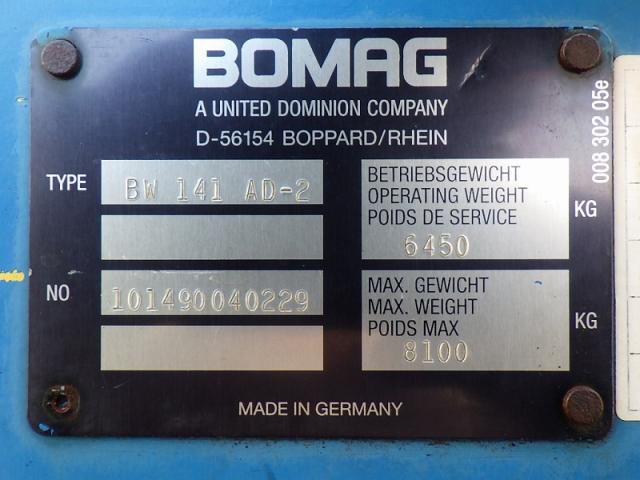 BOMAG
A UNITED DOMINION COMPANY
D-56154 BOPPARD/RHEIN
008 302 05e
TYPE BW 141 AD-2
NO 101490040229
BETRIEBSGEWICHT
OPERATING WEIGHT
POIDS DE SERVICE
6450 KG
MAX. GEWICHT
MAX. WEIGHT
POIDS MAX
8100 KG
MADE IN GERMANY